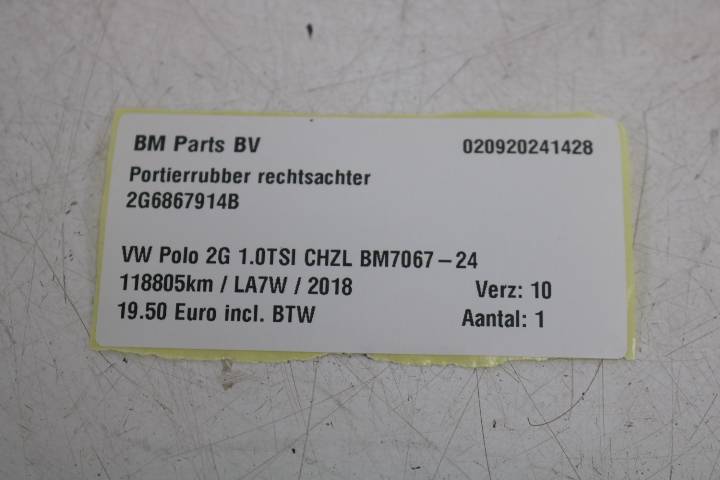 BM Parts BV 020920241428
Portierrubber rechtsachter
2G6867914B
VW Polo 2G 1.0TSI CHZL BM7067-24
118805km / LA7W / 2018 Verz: 10
19.50 Euro incl. BTW Aantal: 1